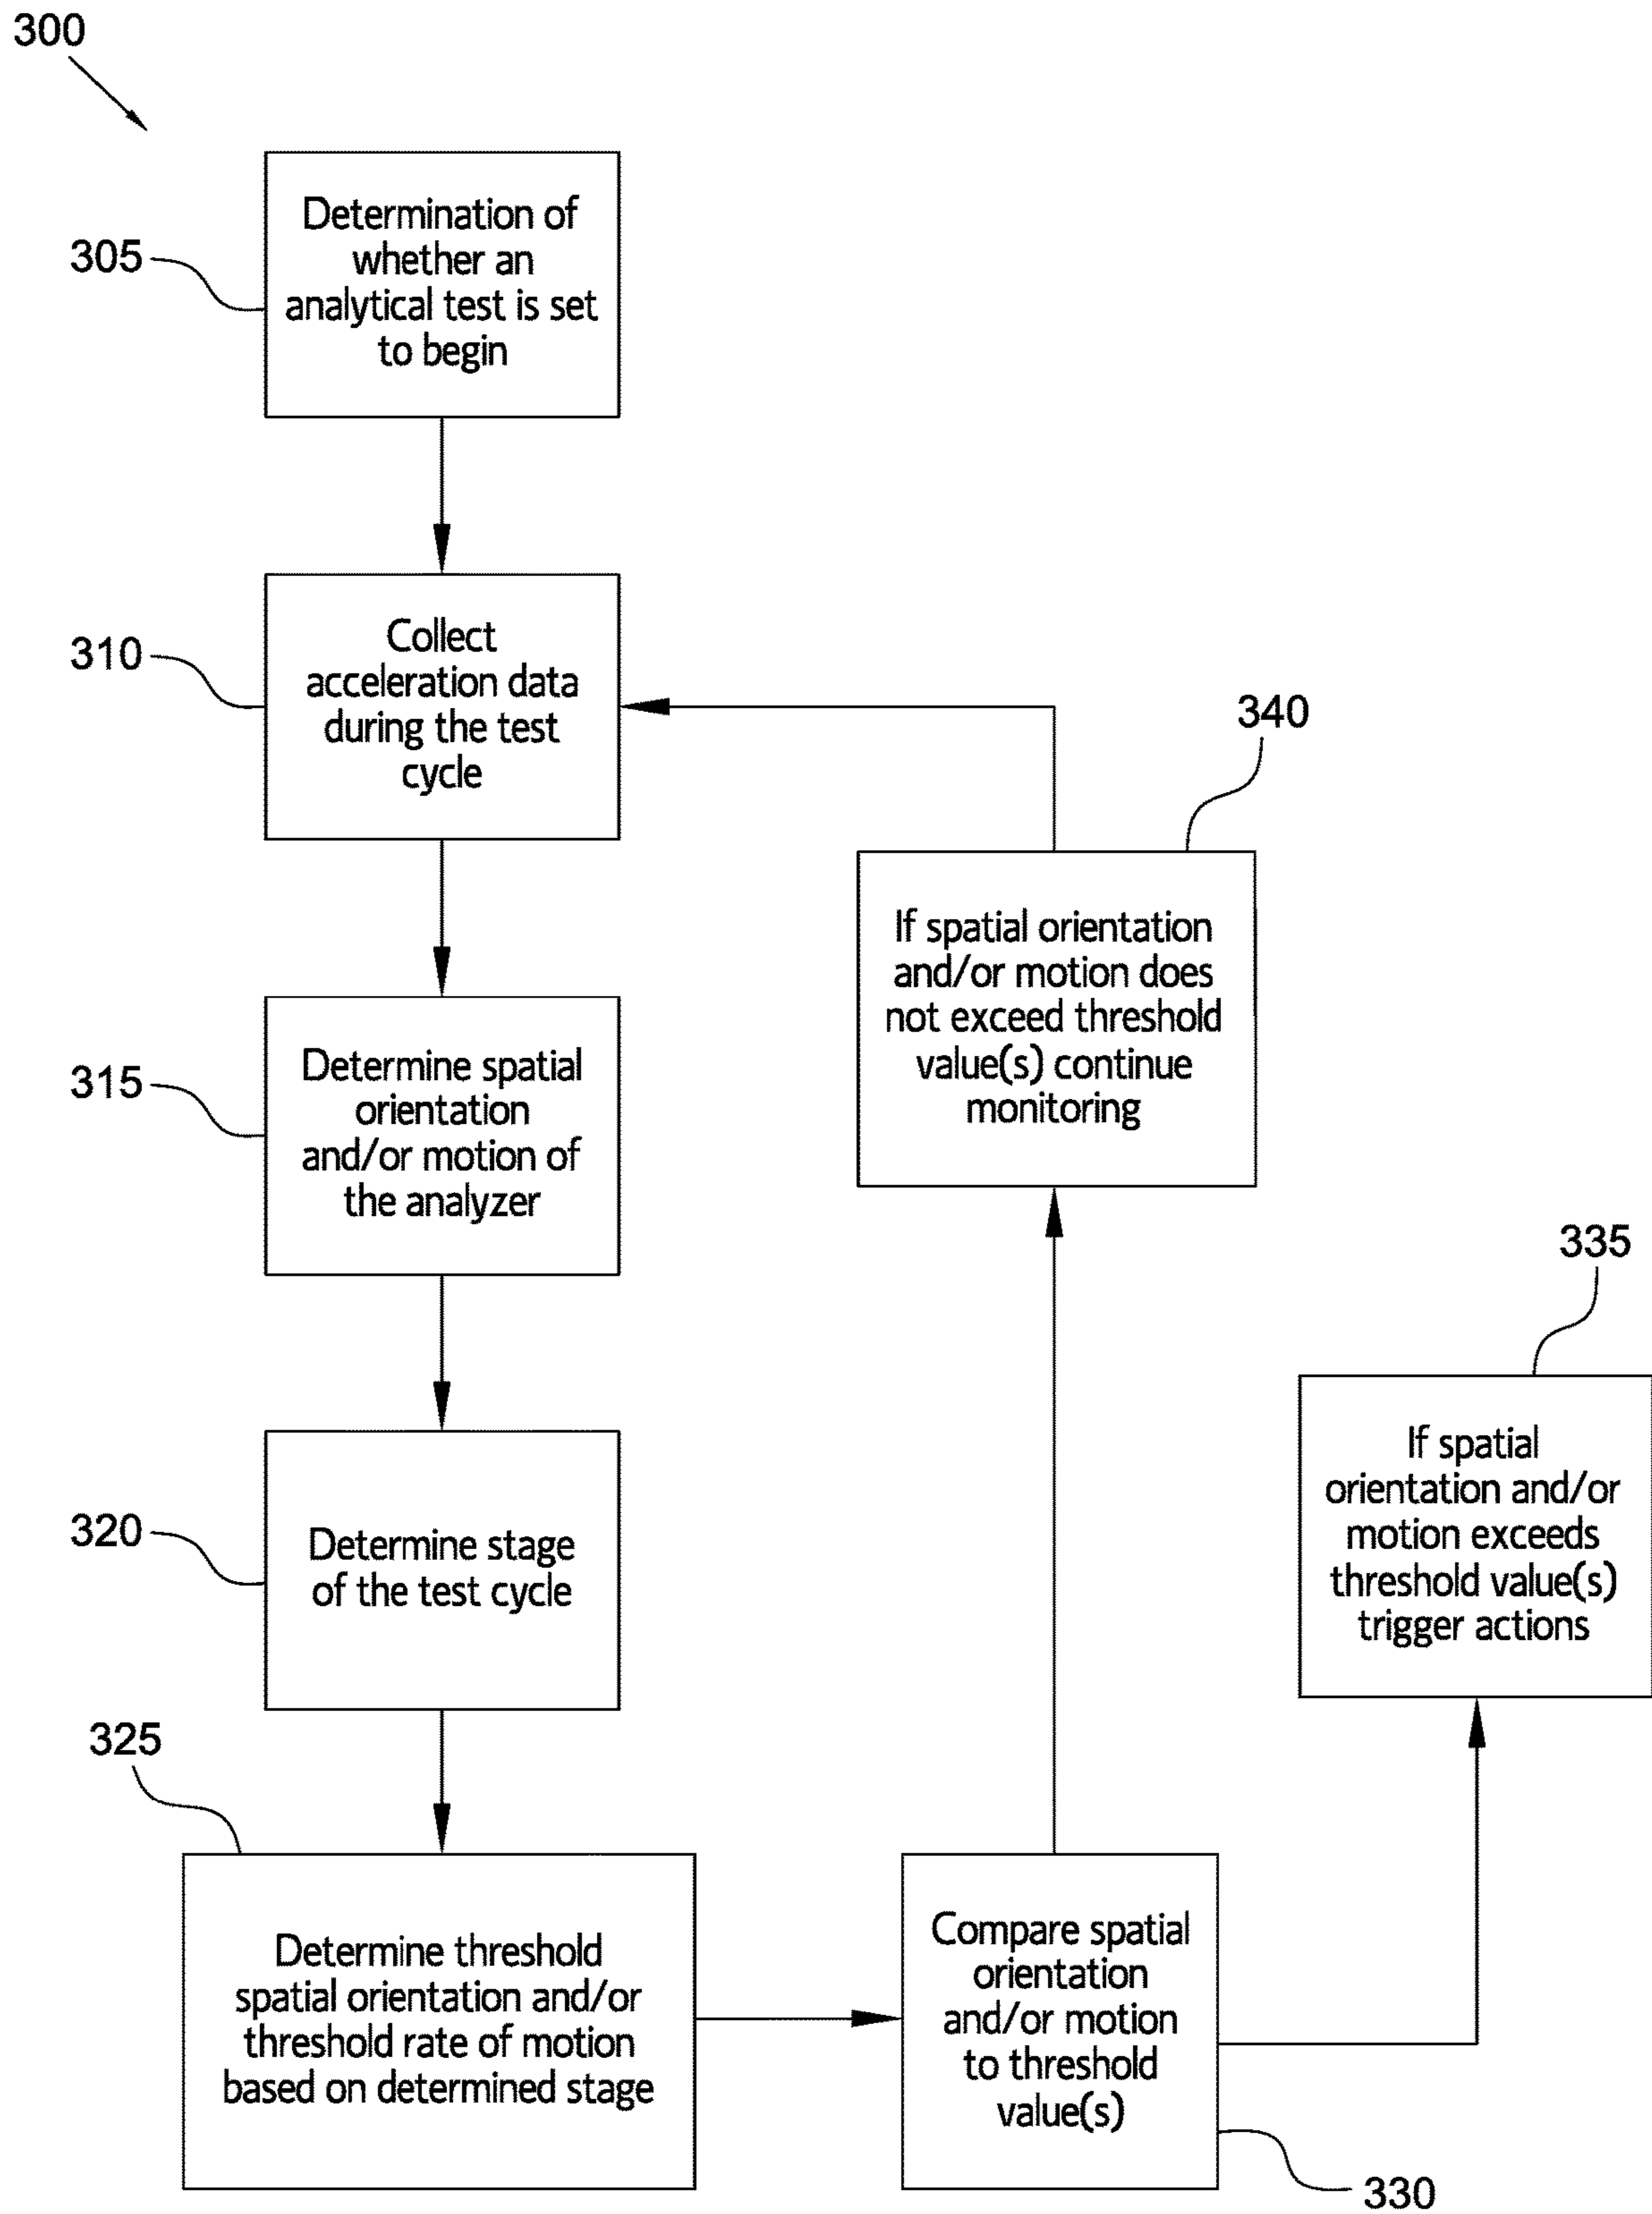 300
305
Determination of
whether an
analytical test is set
to begin
310
Collect
acceleration data
during the test
cycle
340
If spatial orientation
and/or motion does
not exceed threshold
value(s) continue
monitoring
315
Determine spatial
orientation
and/or motion of
the analyzer
335
If spatial
orientation and/or
motion exceeds
threshold value(s)
trigger actions
320
Determine stage
of the test cycle
325
Determine threshold
spatial orientation and/or
threshold rate of motion
based on determined stage
Compare spatial
orientation
and/or motion
to threshold
value(s)
330